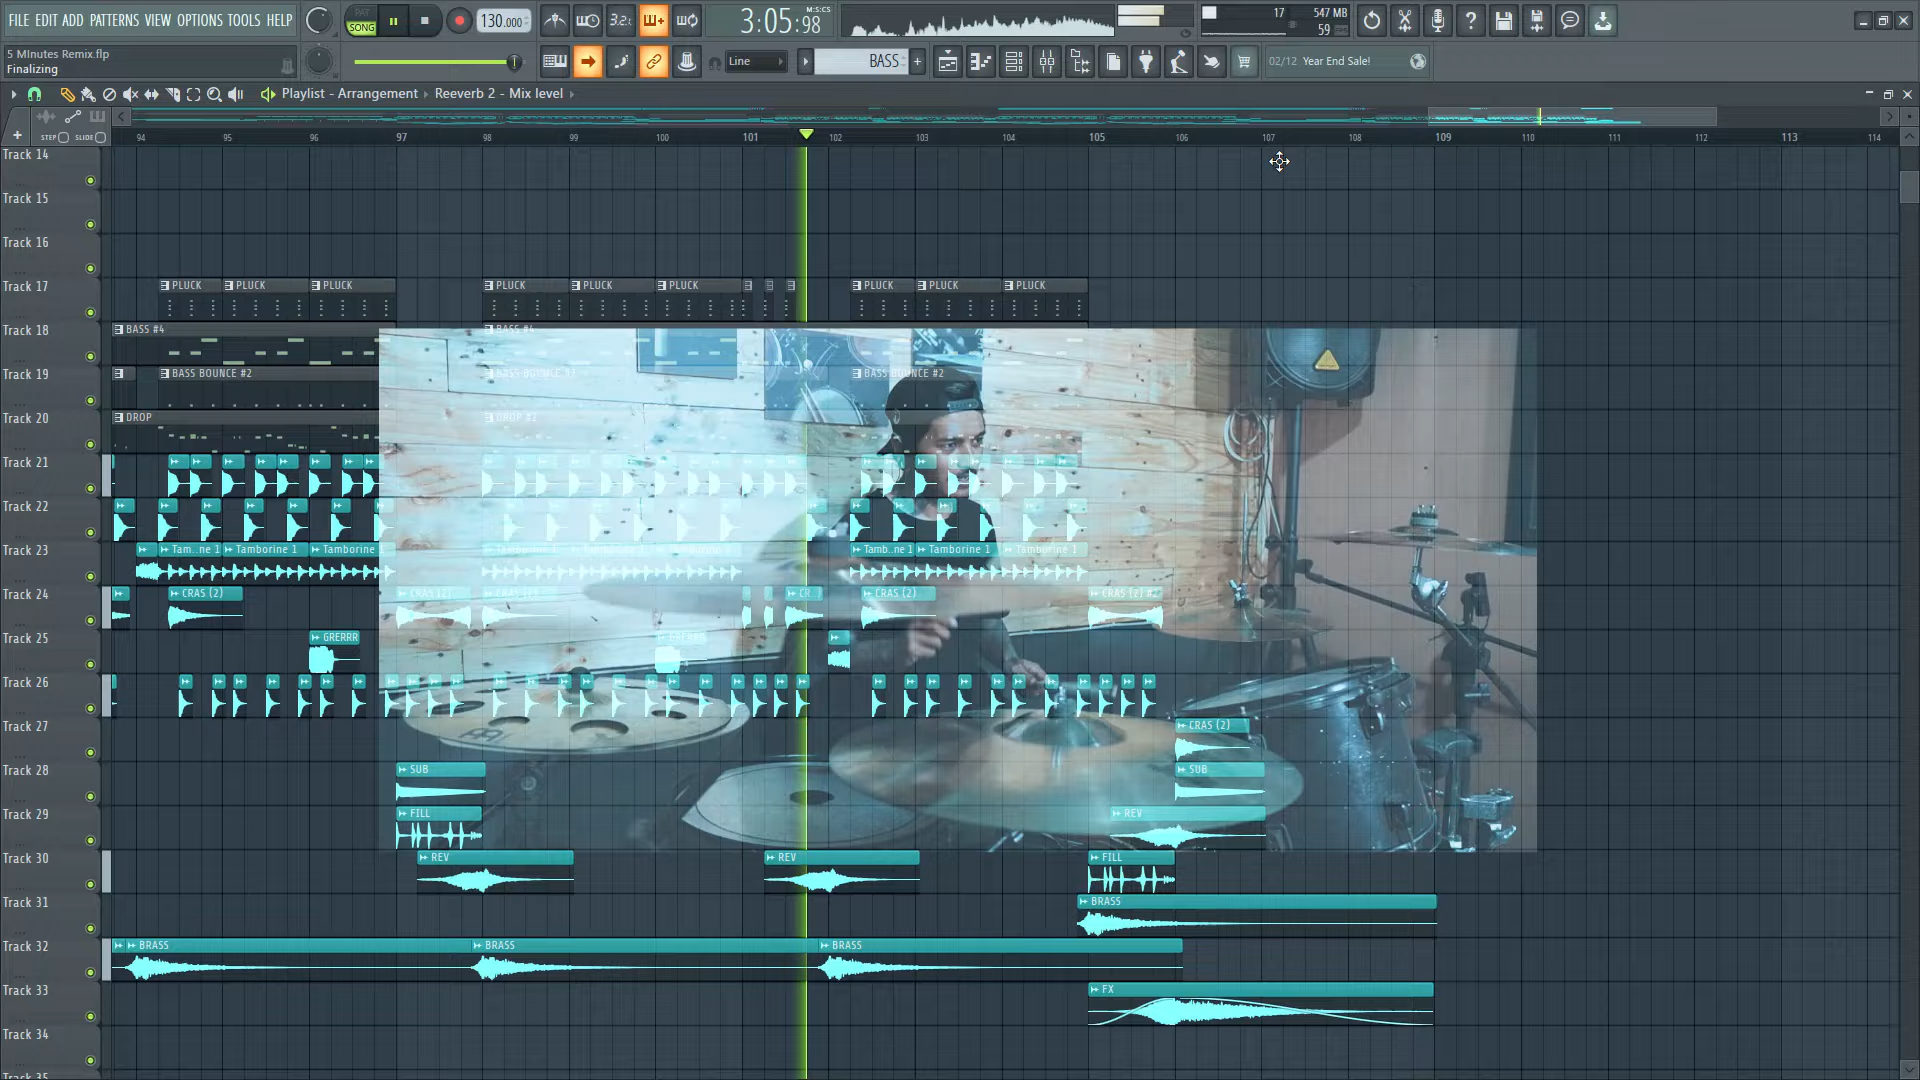 FILE EDIT ADD PATTERNS VIEW OPTIONS TOOLS HELP
PAT
SONG
130.000
3.2
3:05:98
M:S:CS
17
547 MB
59
5 MInutes Remix.flp
Finalizing
Line
BASS
02/12 Year End Sale!
Playlist - Arrangement ▸ Reeverb 2 - Mix level ▸
STEP SLIDE
94 95 96 97 98 99 100 101 102 103 104 105 106 107 108 109 110 111 112 113 114
Track 14
Track 15
Track 16
Track 17
PLUCK PLUCK PLUCK PLUCK PLUCK PLUCK PLUCK PLUCK PLUCK
Track 18
BASS #4 BASS #4
Track 19
BASS BOUNCE #2 BASS BOUNCE #2 BASS BOUNCE #2
Track 20
DROP DROP #2
Track 21
Track 22
Track 23
Tam..ne 1 Tamborine 1 Tamborine 1 Tamborine 1 Tamborine 1 Tamborine 1 Tamb..ne 1 Tamborine 1 Tamborine 1
Track 24
CRAS (2) CRAS (2) CRAS (2) CR CRAS (2) CRAS (2) #2
Track 25
GRERRR GRERRR
Track 26
Track 27
CRAS (2)
Track 28
SUB SUB
Track 29
FILL REV
Track 30
REV REV FILL
Track 31
BRASS
Track 32
BRASS BRASS BRASS
Track 33
FX
Track 34
Track 35